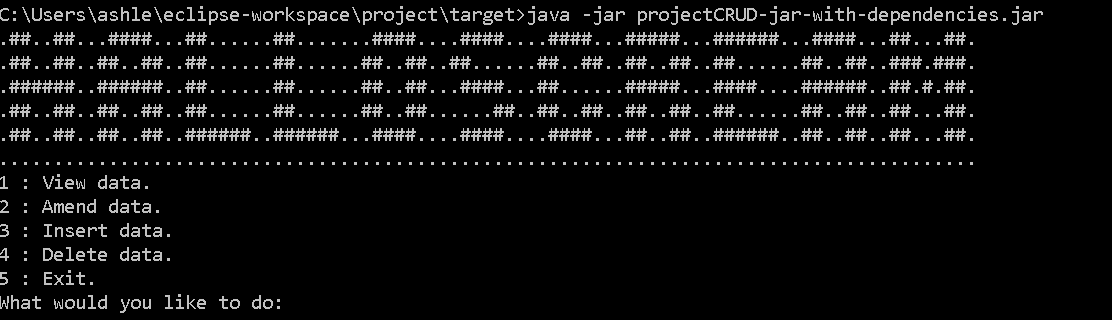 C:\Users\ashle\eclipse-workspace\project\target>java -jar projectCRUD-jar-with-dependencies.jar
.##..##...####...##......##.......####....####....####...#####...######...####...##...##.
.##..##..##..##..##......##......##..##..##......##..##..##..##..##......##..##..###.###.
.######..######..##......##......##..##...####...##......#####...####....######..##.#.##.
.##..##..##..##..##......##......##..##......##..##..##..##..##..##......##..##..##...##.
.##..##..##..##..######..######...####....####....####...##..##..######..##..##..##...##.
.........................................................................................
1 : View data.
2 : Amend data.
3 : Insert data.
4 : Delete data.
5 : Exit.
What would you like to do: